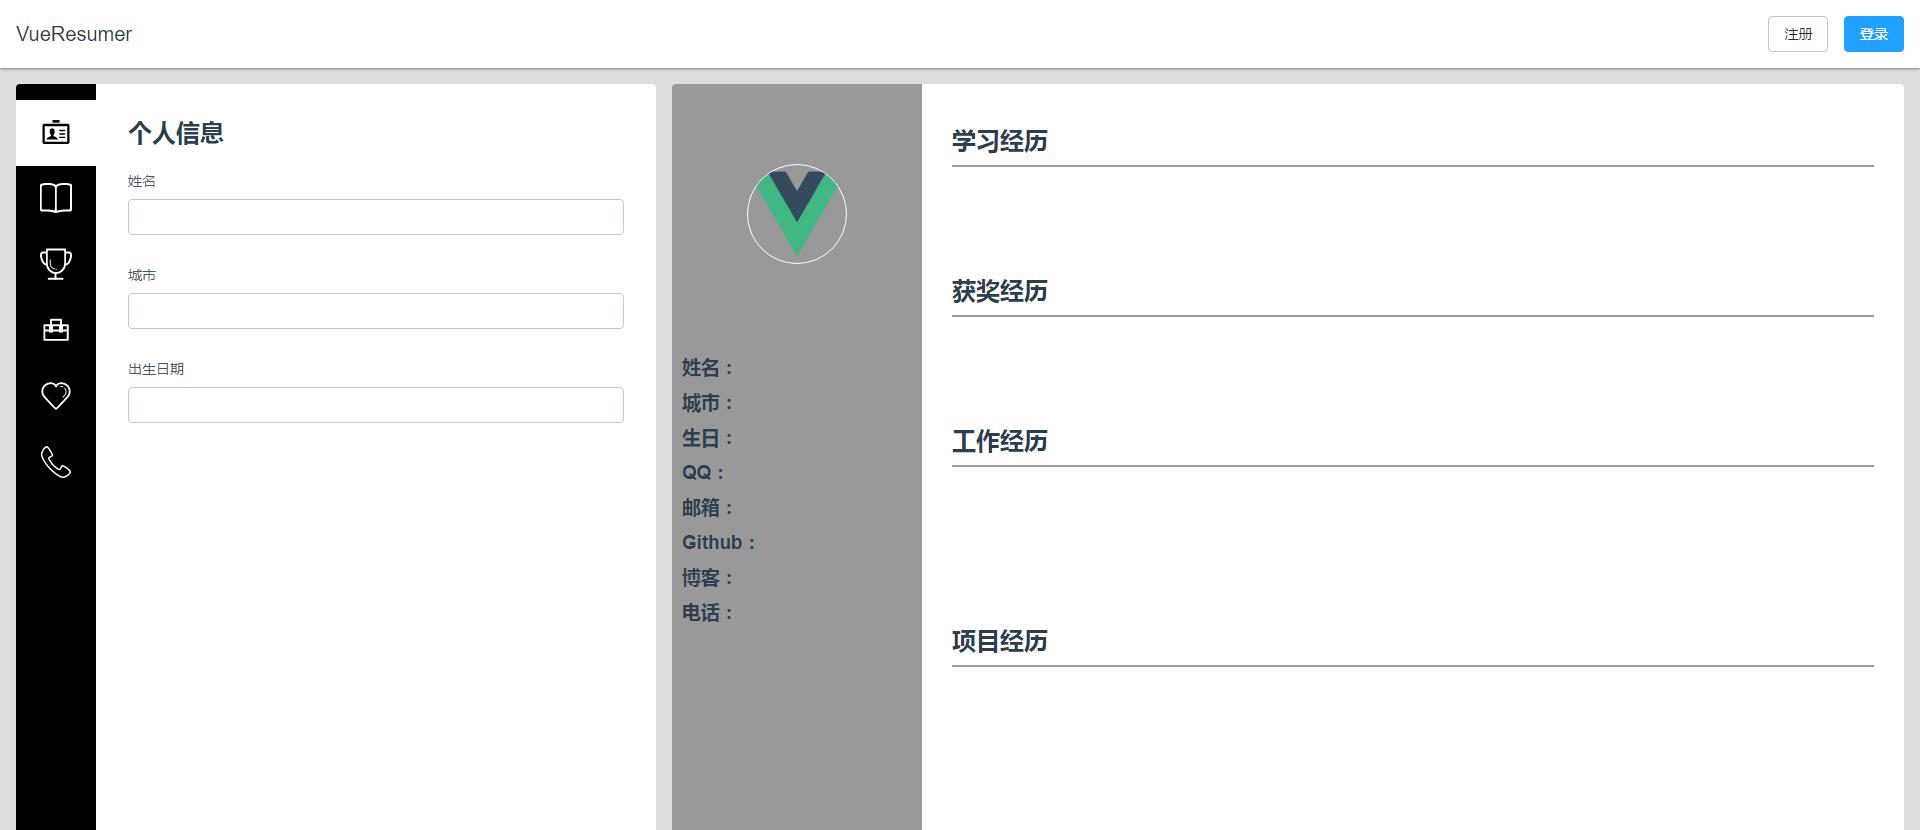 VueResumer
注册
登录
个人信息
姓名
城市
出生日期
姓名：
城市：
生日：
QQ：
邮箱：
Github：
博客：
电话：
学习经历
获奖经历
工作经历
项目经历